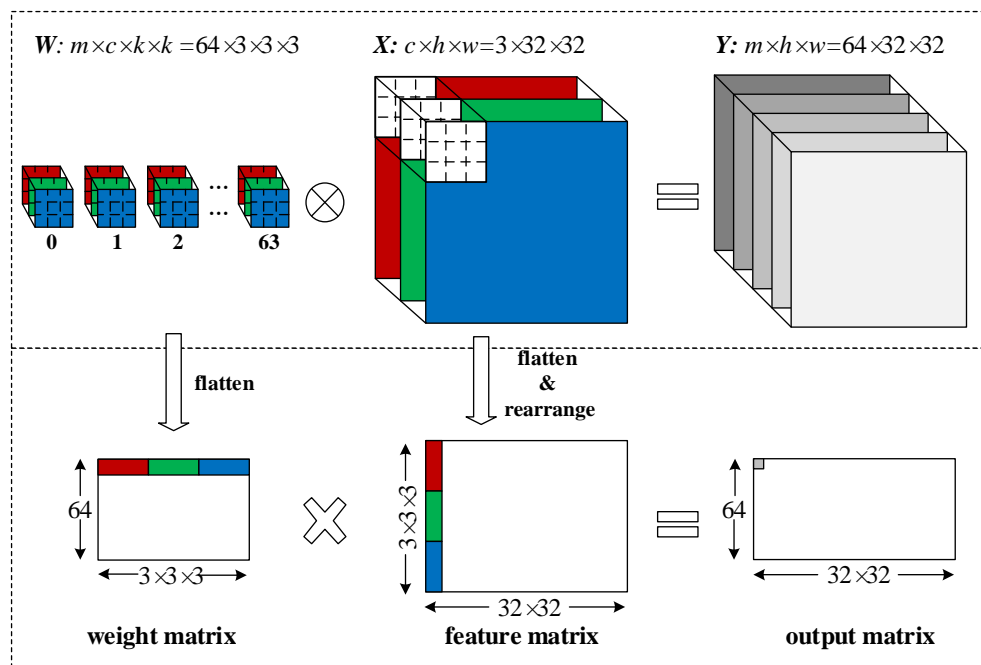 W: m×c×k×k=64×3×3×3
X: c×h×w=3×32×32
Y: m×h×w=64×32×32
... ...
0 1 2 63
flatten
flatten
&
rearrange
64
3×3×3
3×3×3
32×32
64
32×32
weight matrix
feature matrix
output matrix